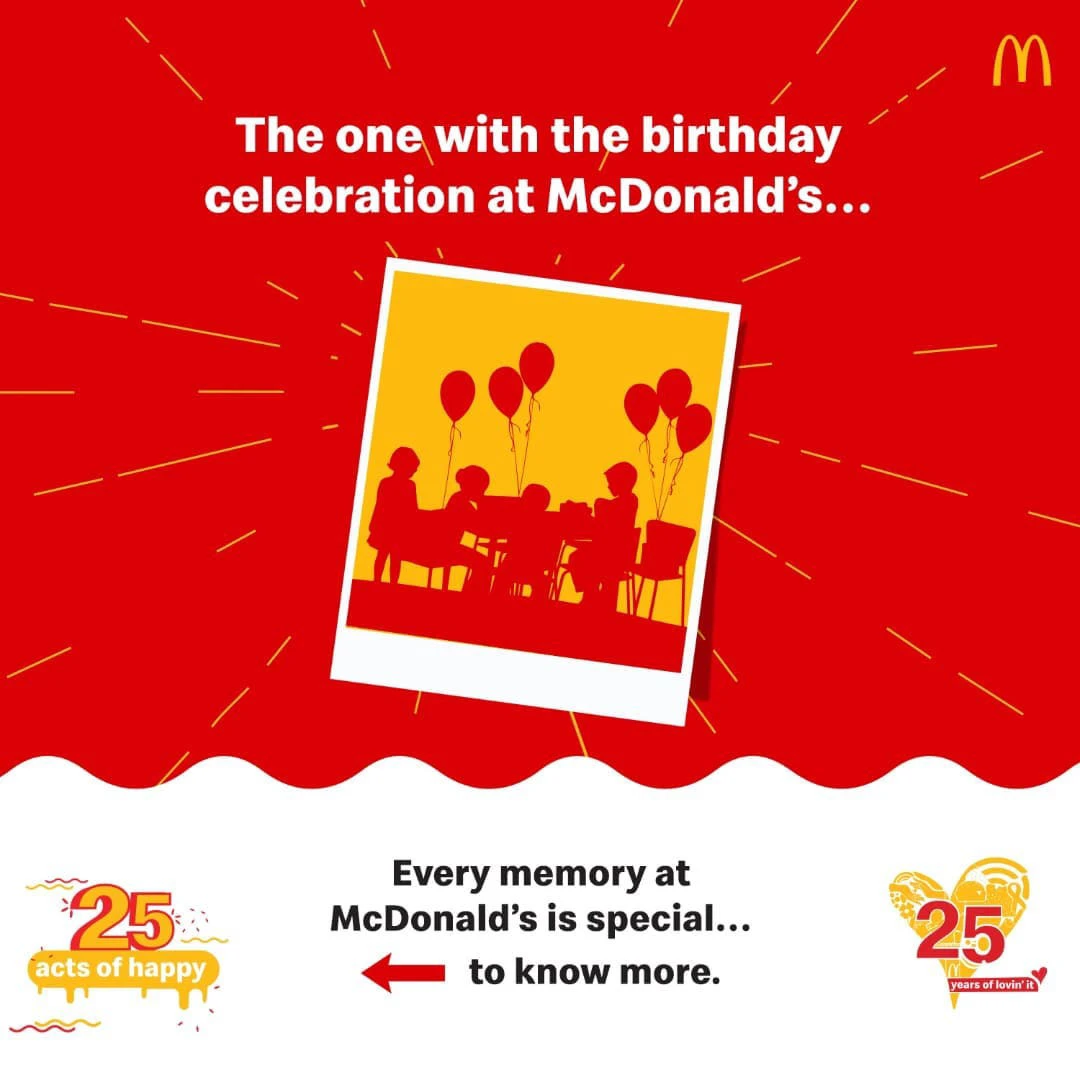 The one with the birthday
celebration at McDonald's...
Every memory at
McDonald's is special...
to know more.
25
acts of happy
25
years of lovin' it